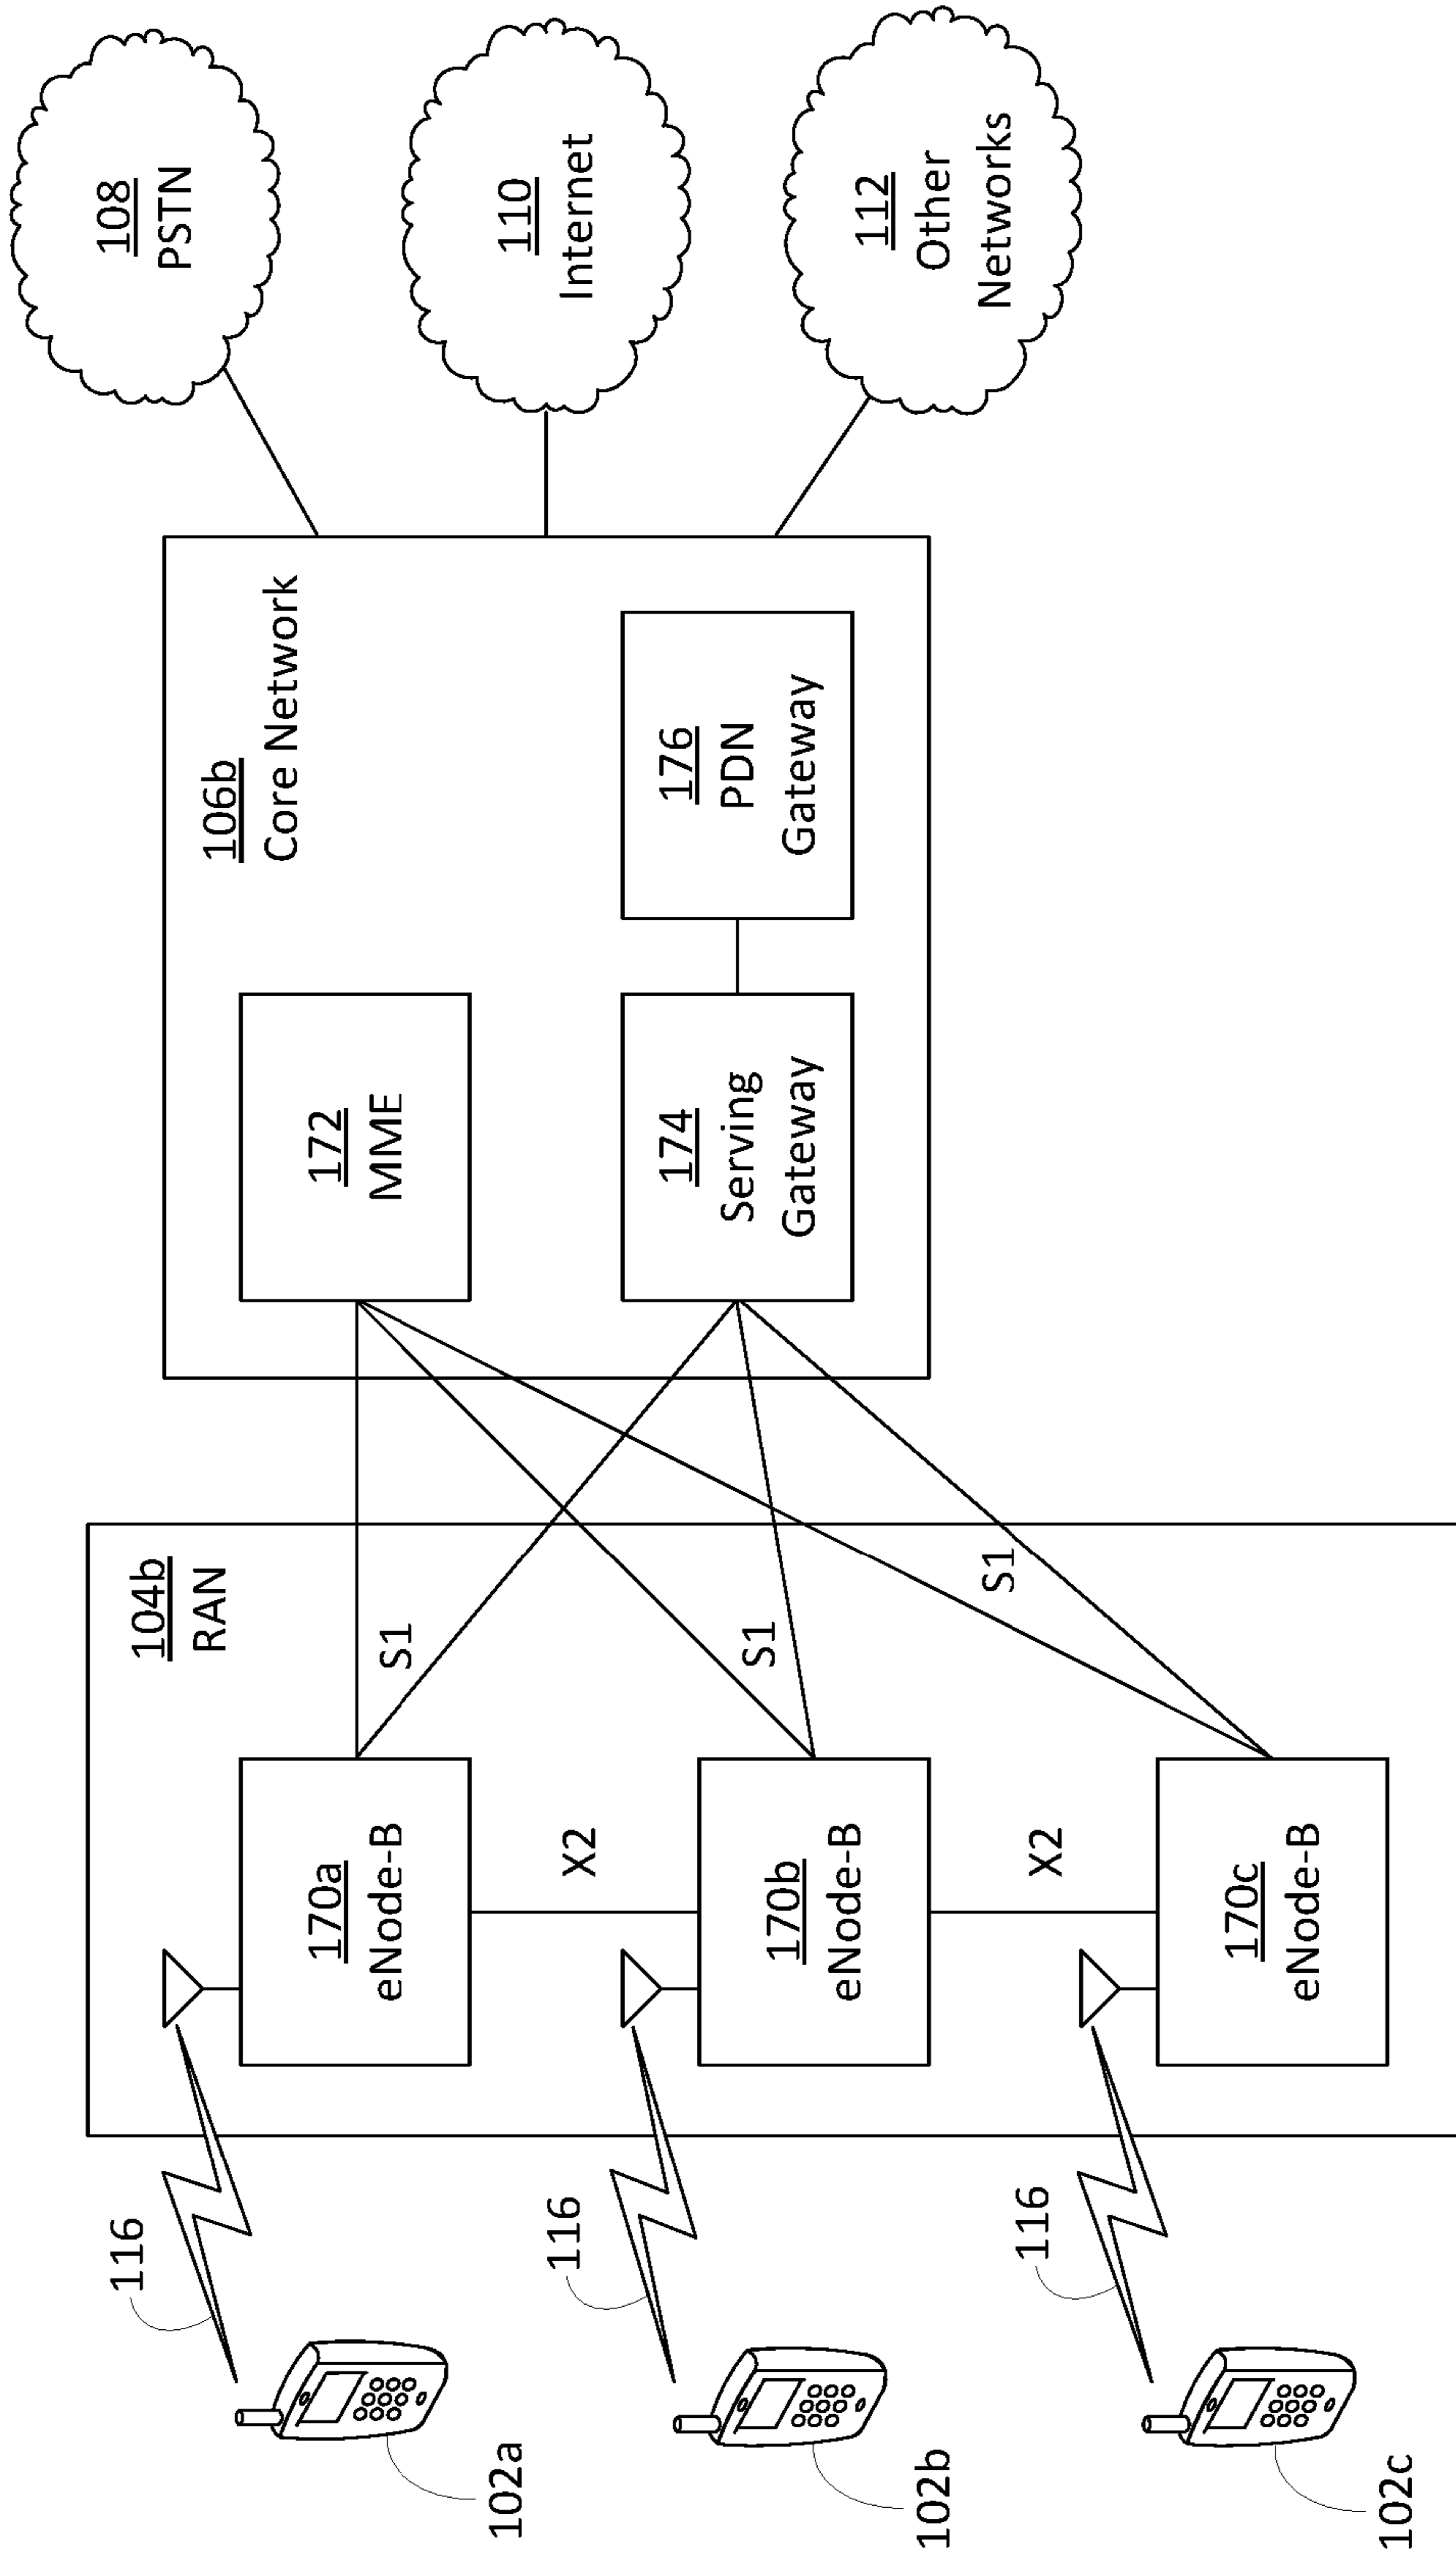 102a
116
170a
eNode-B
104b
RAN
S1
X2
102b
116
170b
eNode-B
S1
X2
102c
116
170c
eNode-B
S1
106b
Core Network
172
MME
174
Serving
Gateway
176
PDN
Gateway
108
PSTN
110
Internet
112
Other
Networks